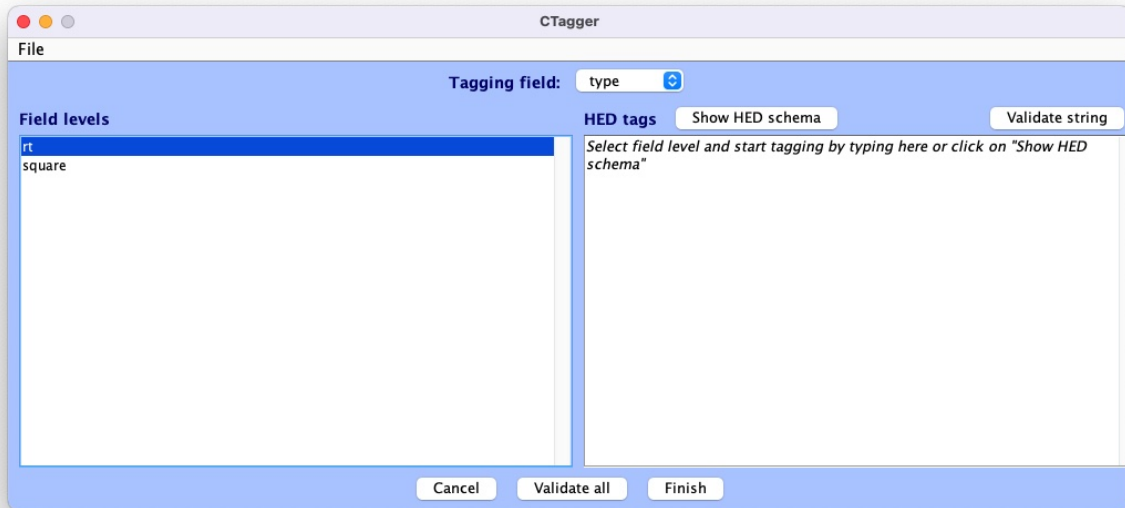 CTagger
File
Tagging field: type
Field levels
HED tags Show HED schema Validate string
rt
square
Select field level and start tagging by typing here or click on "Show HED
schema"
Cancel Validate all Finish